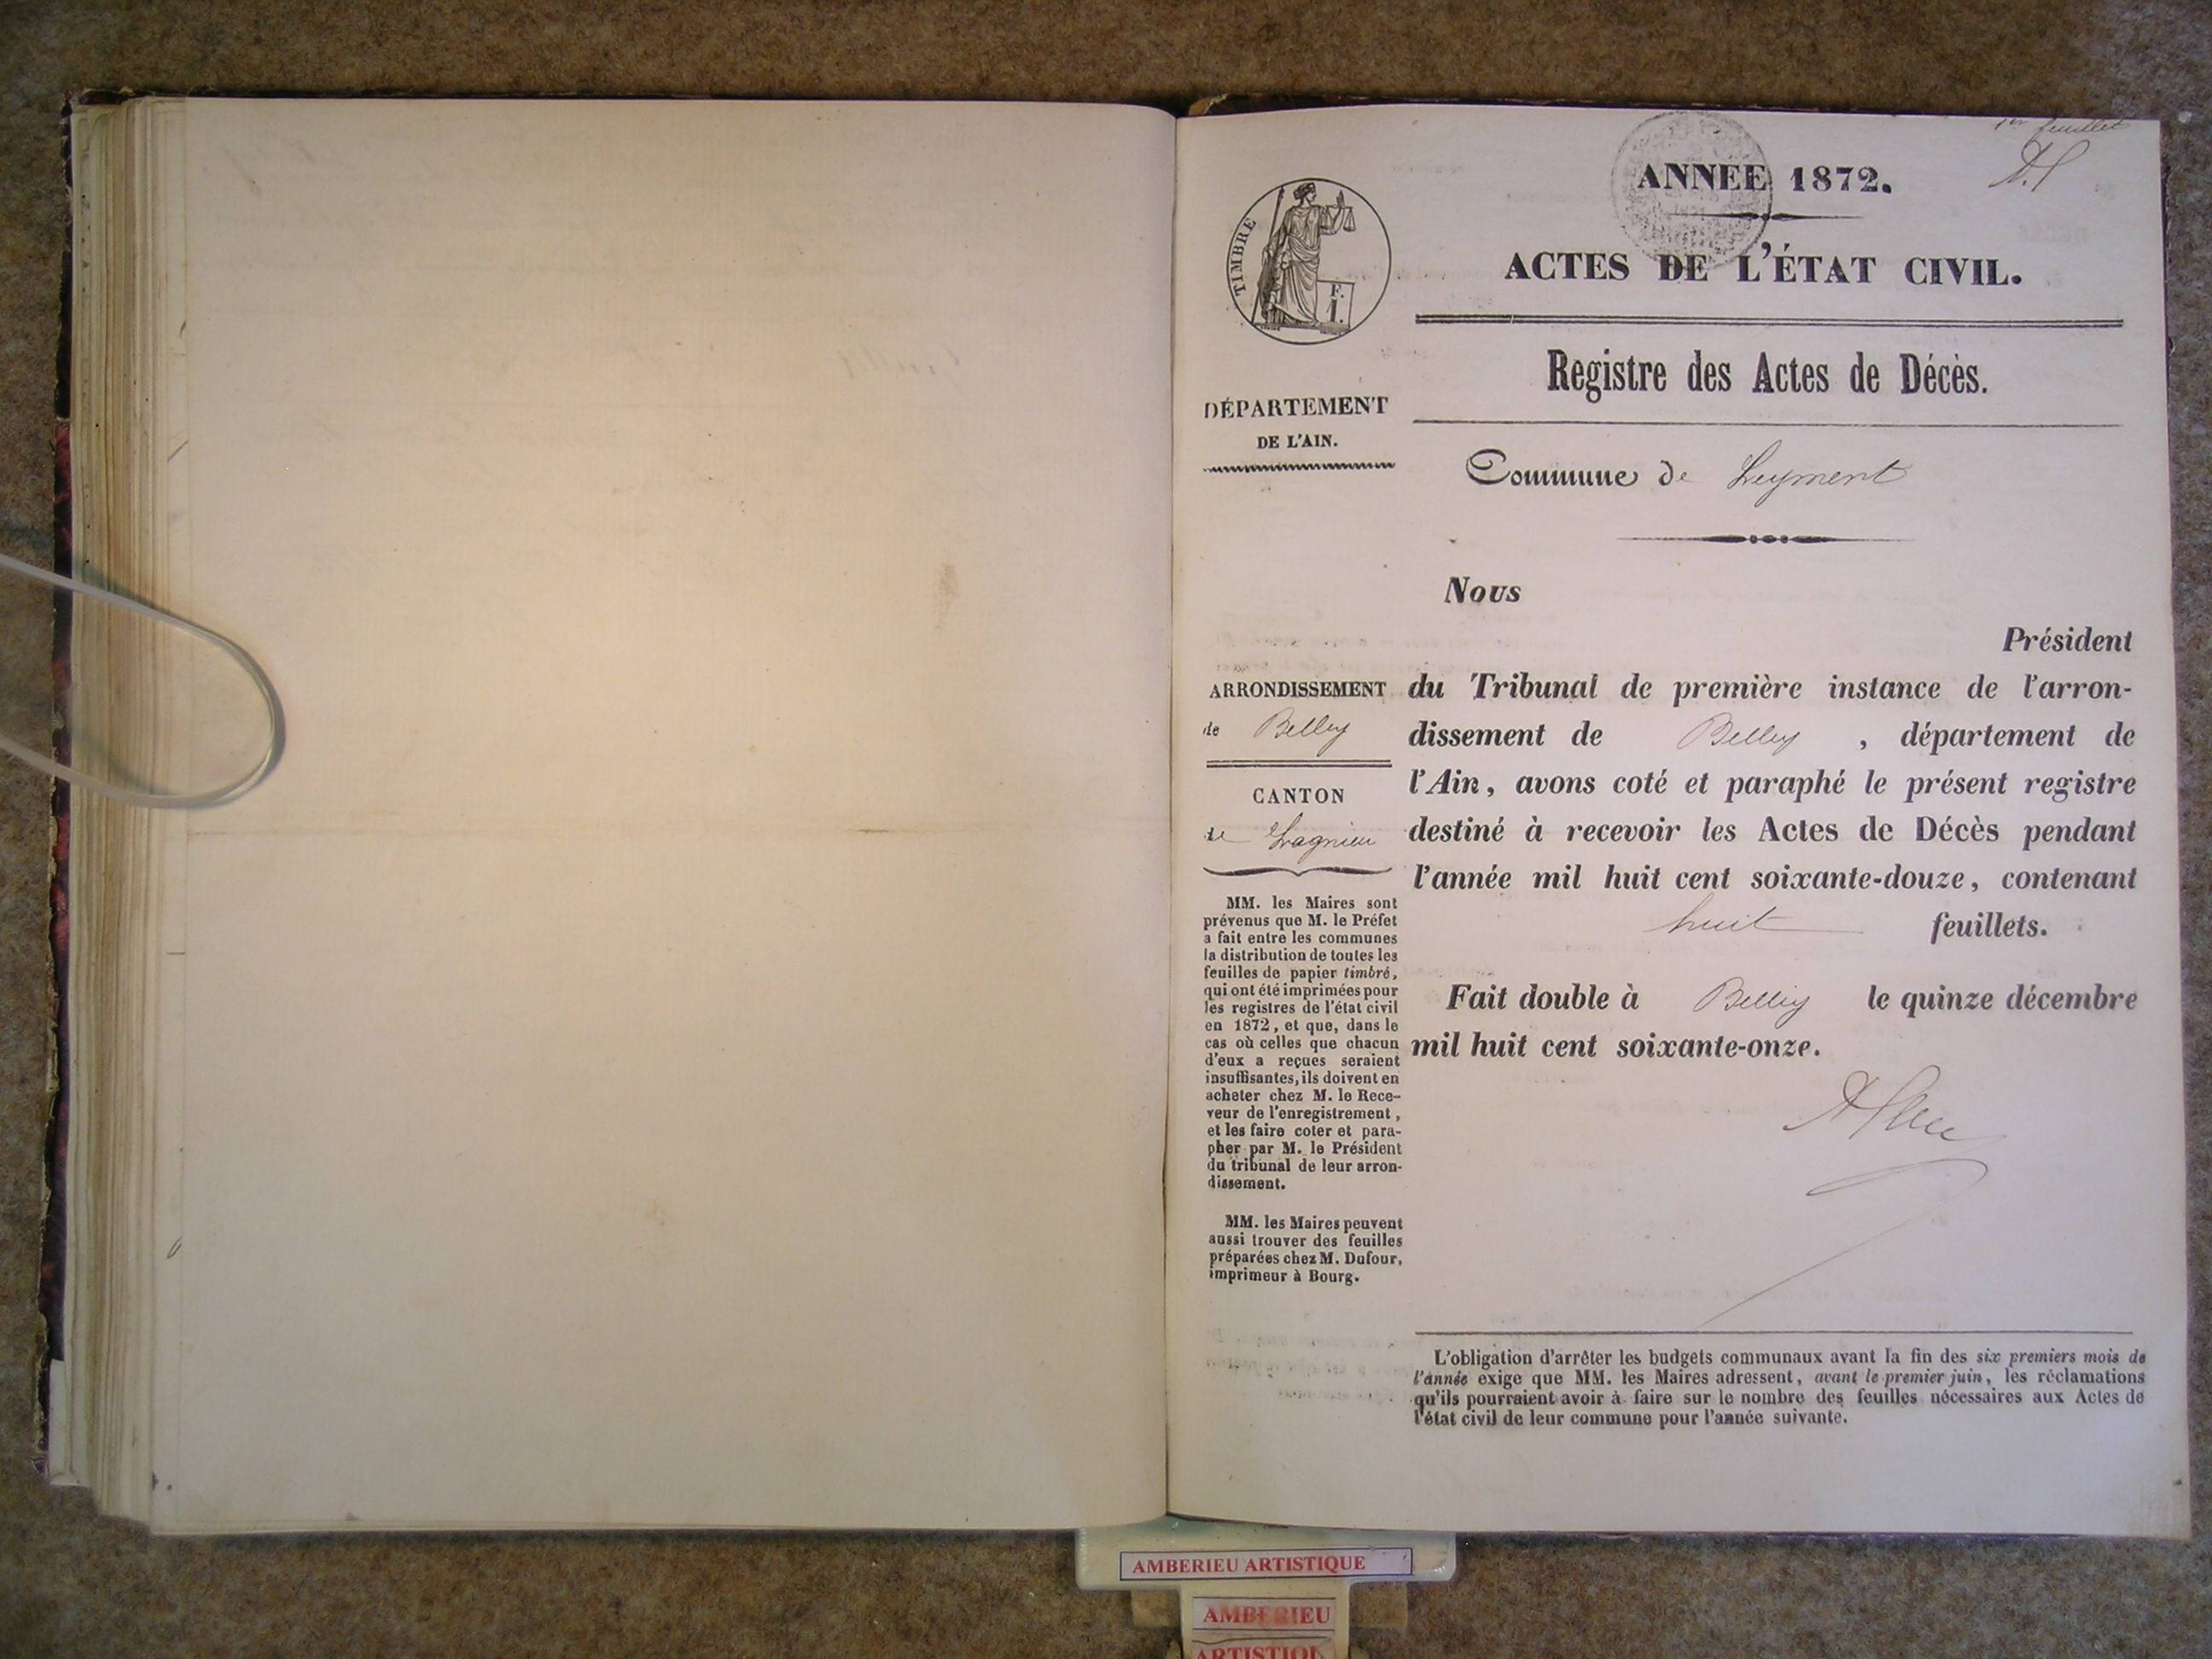 1er feuillet
ANNÉE 1872.
ACTES DE L'ÉTAT CIVIL.
Registre des Actes de Décès.
Commune de Leyment
TIMBRE
F.
1.
DÉPARTEMENT
DE L'AIN.
ARRONDISSEMENT
de Belley
CANTON
de Lagnieu
MM. les Maires sont
prévenus que M. le Préfet
a fait entre les communes
la distribution de toutes les
feuilles de papier timbré,
qui ont été imprimées pour
les registres de l'état civil
en 1872, et que, dans le
cas où celles que chacun
d'eux a reçues seraient
insuffisantes, ils doivent en
acheter chez M. le Rece-
veur de l'enregistrement,
et les faire coter et para-
pher par M. le Président
du tribunal de leur arron-
dissement.
MM. les Maires peuvent
aussi trouver des feuilles
préparées chez M. Dufour,
imprimeur à Bourg.
Nous
Président
du Tribunal de première instance de l'arron-
dissement de Belley, département de
l'Ain, avons coté et paraphé le présent registre
destiné à recevoir les Actes de Décès pendant
l'année mil huit cent soixante-douze, contenant
huit feuillets.
Fait double à Belley le quinze décembre
mil huit cent soixante-onze.
L'obligation d'arrêter les budgets communaux avant la fin des six premiers mois de
l'année exige que MM. les Maires adressent, avant le premier juin, les réclamations
qu'ils pourraient avoir à faire sur le nombre des feuilles nécessaires aux Actes de
l'état civil de leur commune pour l'année suivante.
AMBERIEU ARTISTIQUE
AMBERIEU
ARTISTIQU